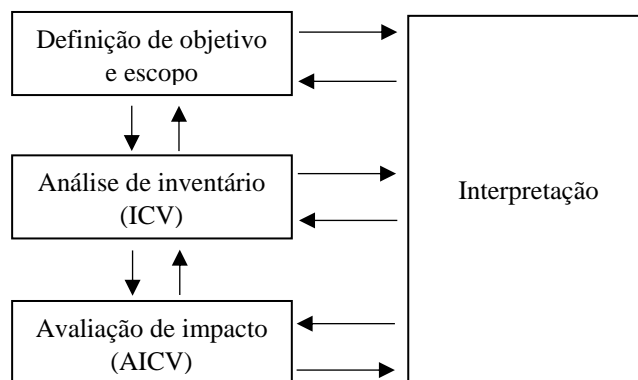 Definição de objetivo
e escopo
Análise de inventário
(ICV)
Interpretação
Avaliação de impacto
(AICV)